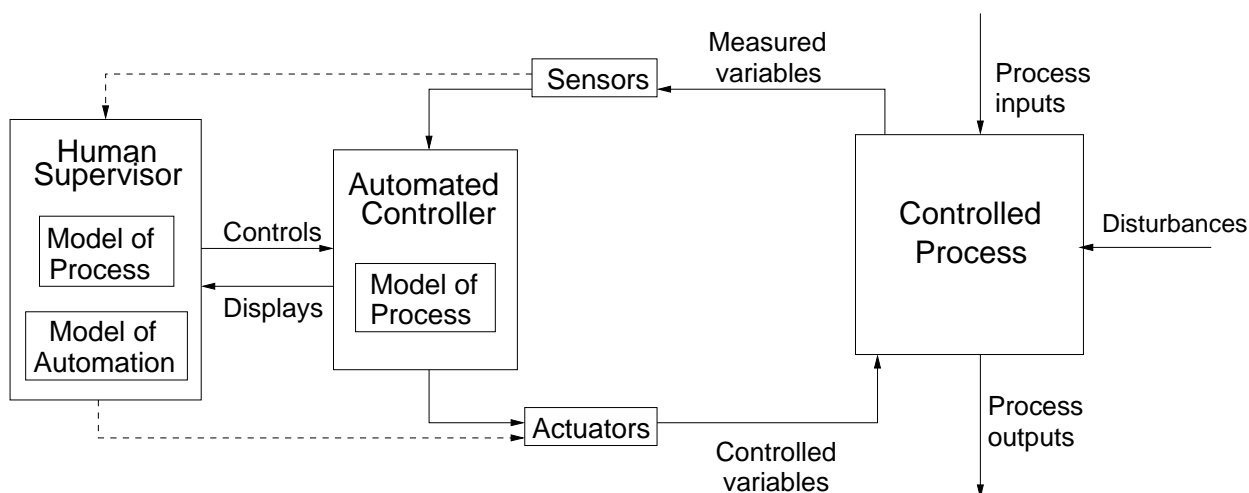 Measured
variables
Process
inputs
Sensors
Human
Supervisor
Automated
Controller
Controlled
Process
Disturbances
Model of
Process
Controls
Displays
Model of
Process
Model of
Automation
Actuators
Controlled
variables
Process
outputs